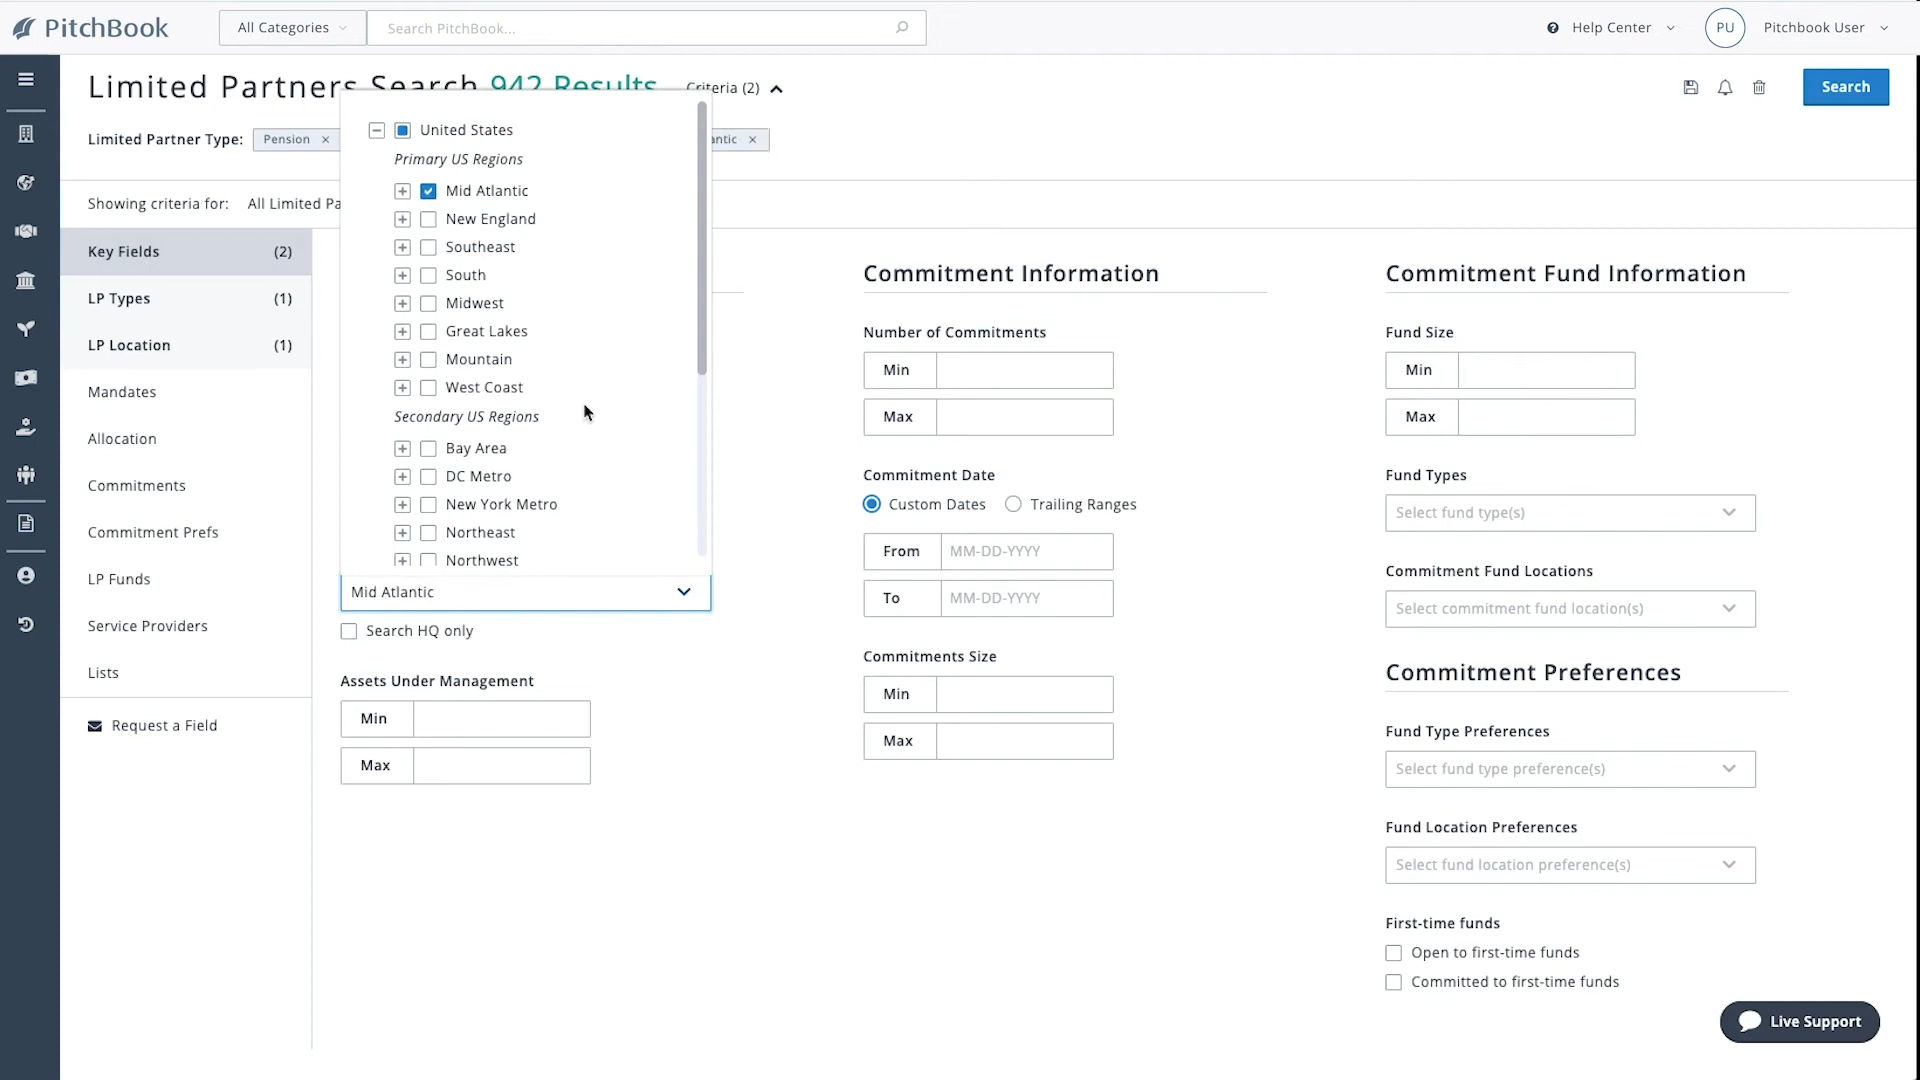 PitchBook
All Categories
Search PitchBook...
Help Center
PU
Pitchbook User
Limited Partners Search 942 Results
Criteria (2)
Search
Limited Partner Type:
Pension ×
antic ×
Showing criteria for: All Limited Pa
Key Fields (2)
LP Types (1)
LP Location (1)
Mandates
Allocation
Commitments
Commitment Prefs
LP Funds
Service Providers
Lists
Request a Field
United States
Primary US Regions
Mid Atlantic
New England
Southeast
South
Midwest
Great Lakes
Mountain
West Coast
Secondary US Regions
Bay Area
DC Metro
New York Metro
Northeast
Northwest
Mid Atlantic
Search HQ only
Assets Under Management
Min
Max
Commitment Information
Number of Commitments
Min
Max
Commitment Date
Custom Dates
Trailing Ranges
From MM-DD-YYYY
To MM-DD-YYYY
Commitments Size
Min
Max
Commitment Fund Information
Fund Size
Min
Max
Fund Types
Select fund type(s)
Commitment Fund Locations
Select commitment fund location(s)
Commitment Preferences
Fund Type Preferences
Select fund type preference(s)
Fund Location Preferences
Select fund location preference(s)
First-time funds
Open to first-time funds
Committed to first-time funds
Live Support